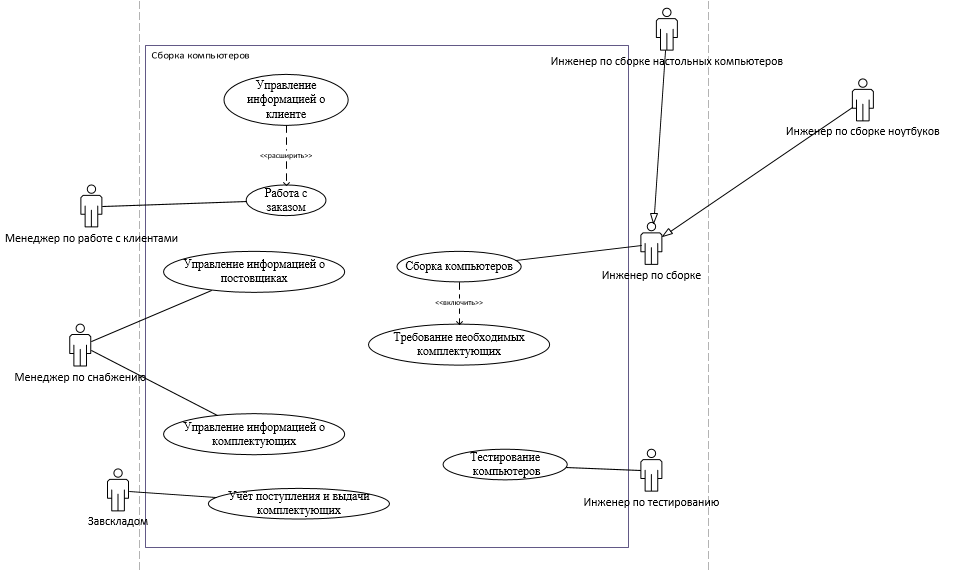 Инженер по сборке настольных компьютеров
Сборка компьютеров
Управление
информацией о
клиенте
Инженер по сборке ноутбуков
<<расширить>>
Работа с
заказом
Менеджер по работе с клиентами
Управление информацией о
постовщиках
Сборка компьютеров
Инженер по сборке
<<включить>>
Требование необходимых
комплектующих
Менеджер по снабжению
Управление информацией о
комплектующих
Тестирование
компьютеров
Учёт поступления и выдачи
комплектующих
Инженер по тестированию
Завскладом